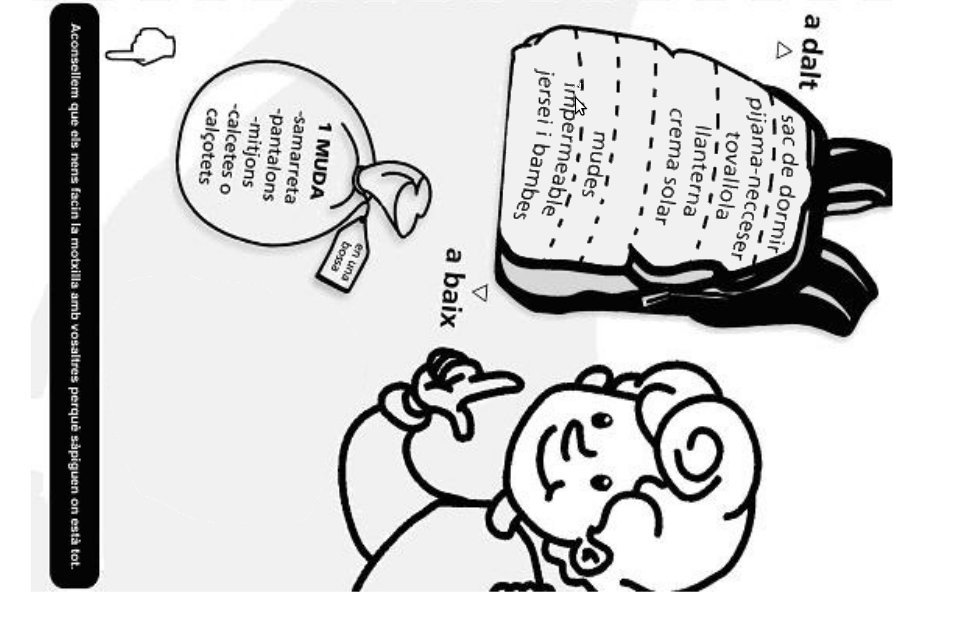 a dalt
sac de dormir
pijama-necceser
tovallola
llanterna
crema solar
mudes
impermeable
jersei i bambes
a baix
1 MUDA
-samarreta
-pantalons
-mitjons
-calcetes o
calçotets
en una
bossa
Aconsellem que els nens facin la motxilla amb vosaltres perquè sàpiguen on està tot.